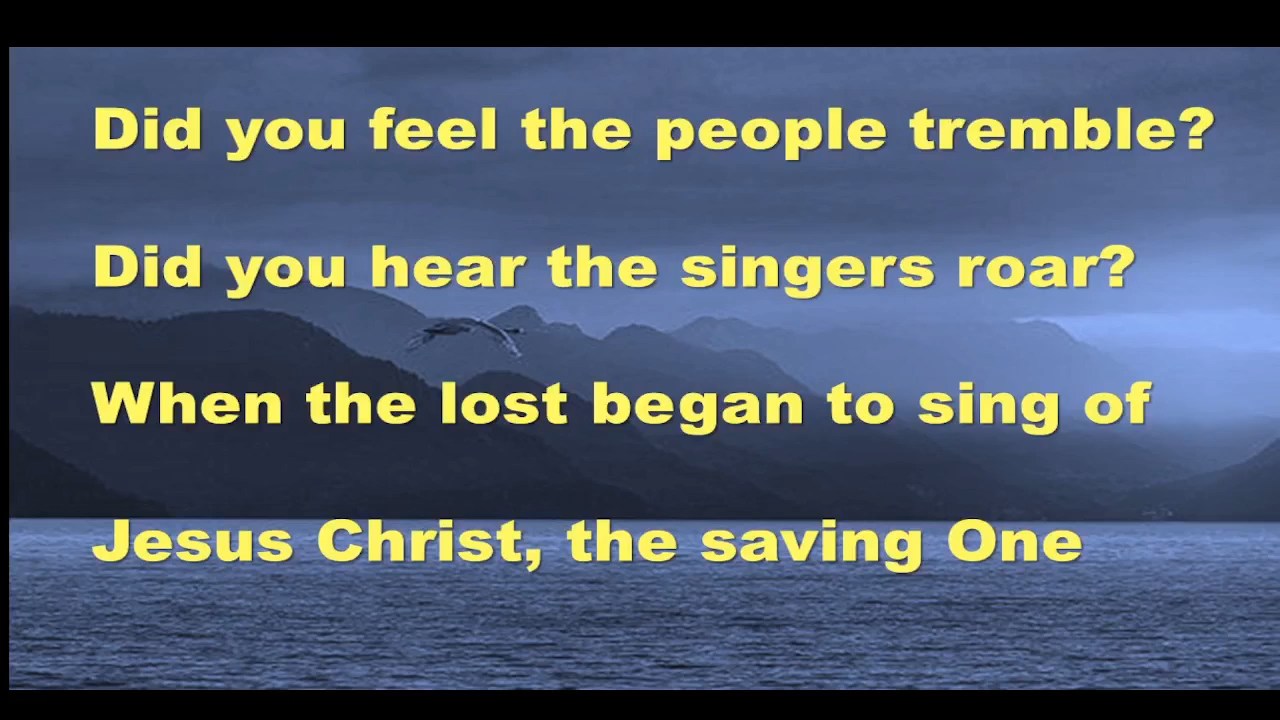 Did you feel the people tremble?
Did you hear the singers roar?
When the lost began to sing of
Jesus Christ, the saving One